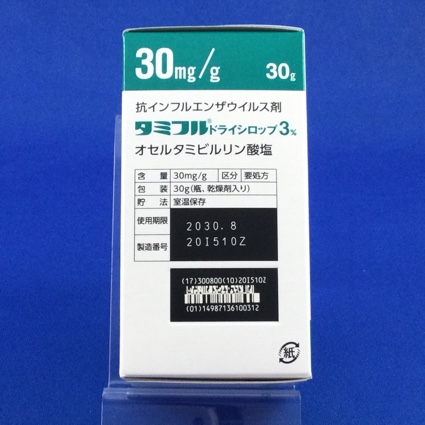 30mg/g 30g
抗インフルエンザウイルス剤
タミフル®ドライシロップ3%
オセルタミビルリン酸塩
含量 30mg/g 区分 要処方
包装 30g(瓶、乾燥剤入り)
貯法 室温保存
使用期限 2030.8
製造番号 20I510Z
(17)300800(10)20I510Z
(01)14987136100312
紙